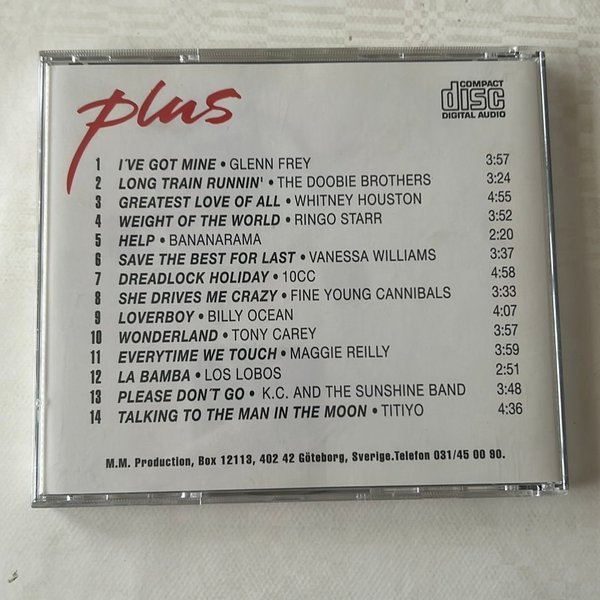 plus
COMPACT
disc
DIGITAL AUDIO
1 I´VE GOT MINE • GLENN FREY 3:57
2 LONG TRAIN RUNNIN' • THE DOOBIE BROTHERS 3:24
3 GREATEST LOVE OF ALL • WHITNEY HOUSTON 4:55
4 WEIGHT OF THE WORLD • RINGO STARR 3:52
5 HELP • BANANARAMA 2:20
6 SAVE THE BEST FOR LAST • VANESSA WILLIAMS 3:37
7 DREADLOCK HOLIDAY • 10CC 4:58
8 SHE DRIVES ME CRAZY • FINE YOUNG CANNIBALS 3:33
9 LOVERBOY • BILLY OCEAN 4:07
10 WONDERLAND • TONY CAREY 3:57
11 EVERYTIME WE TOUCH • MAGGIE REILLY 3:59
12 LA BAMBA • LOS LOBOS 2:51
13 PLEASE DON´T GO • K.C. AND THE SUNSHINE BAND 3:48
14 TALKING TO THE MAN IN THE MOON • TITIYO 4:36
M.M. Production, Box 12113, 402 42 Göteborg, Sverige.Telefon 031/45 00 90.